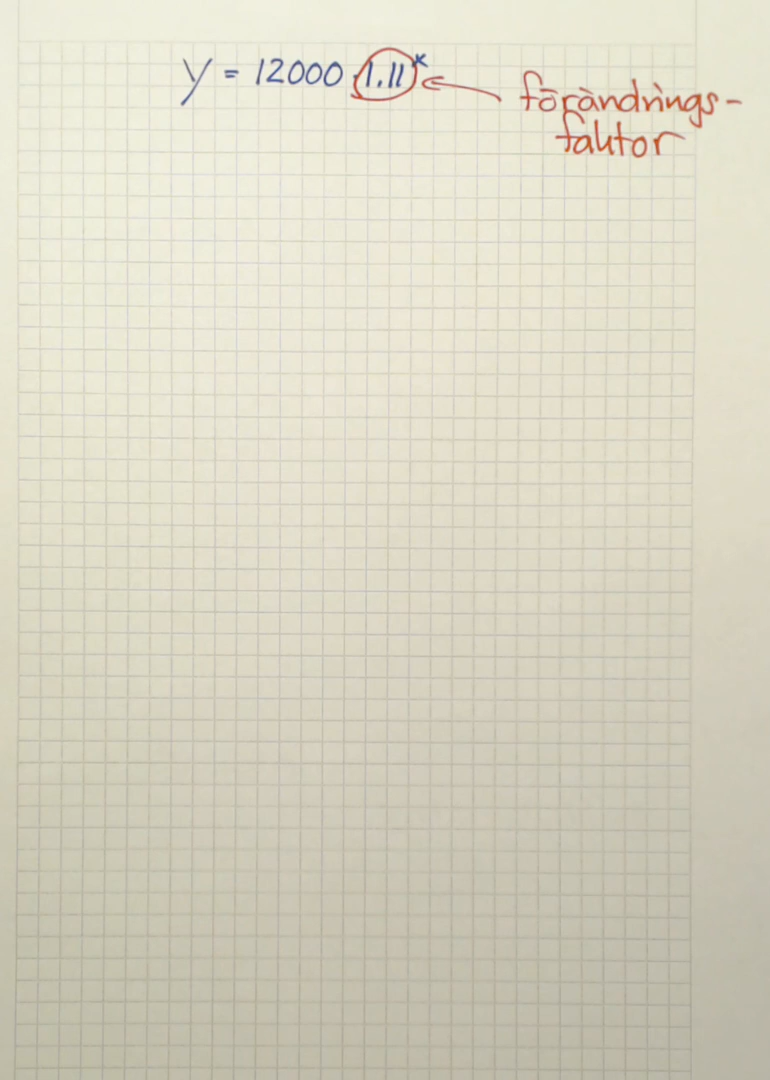 y = 12000 · 1.11^x ← förändrings-
faktor